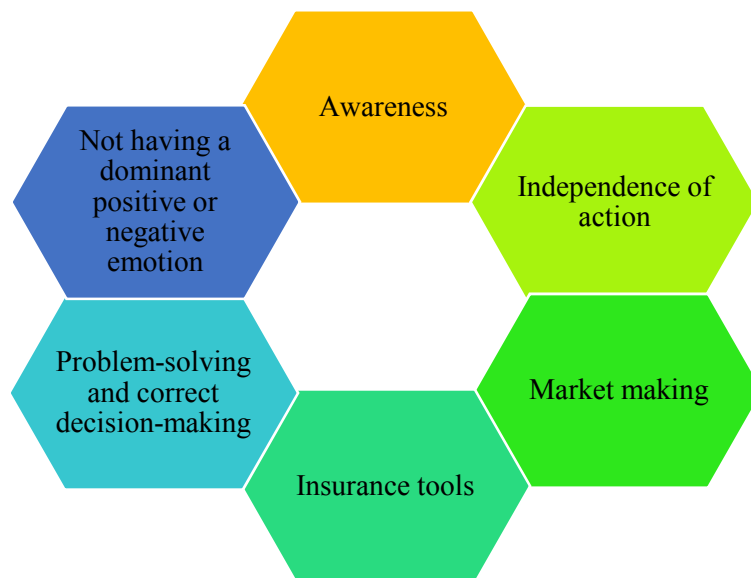 Awareness
Independence of
action
Market making
Insurance tools
Problem-solving
and correct
decision-making
Not having a
dominant
positive or
negative
emotion